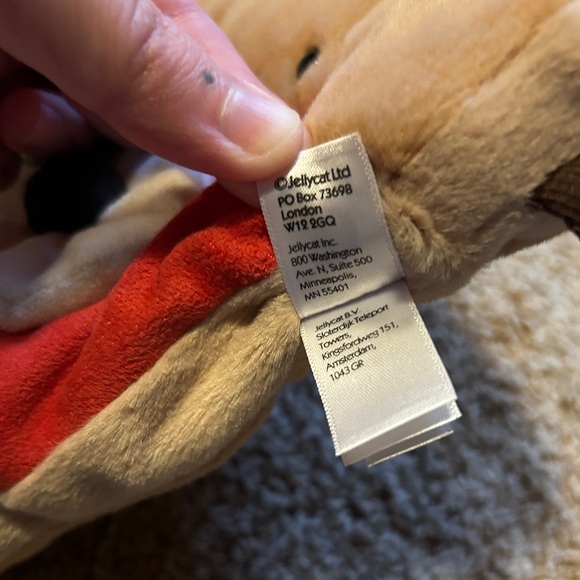 ©Jellycat Ltd
PO Box 73698
London
W12 2GQ
Jellycat Inc.
800 Washington
Ave. N, Suite 500
Minneapolis,
MN 55401
Jellycat B.V
Sloterdijk Teleport
Towers,
Kingsfordweg 151,
Amsterdam,
1043 GR